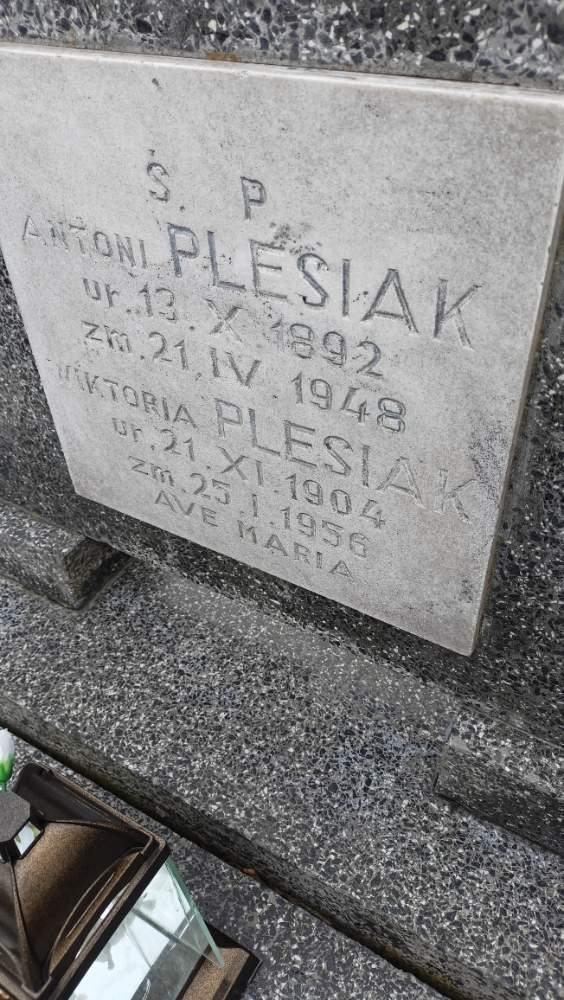 Ś. P
ANTONI PLESIAK
ur. 13. X. 1892
zm. 21. IV. 1948
WIKTORIA PLESIAK
ur. 21. XI. 1904
zm. 25. I. 1956
AVE MARIA